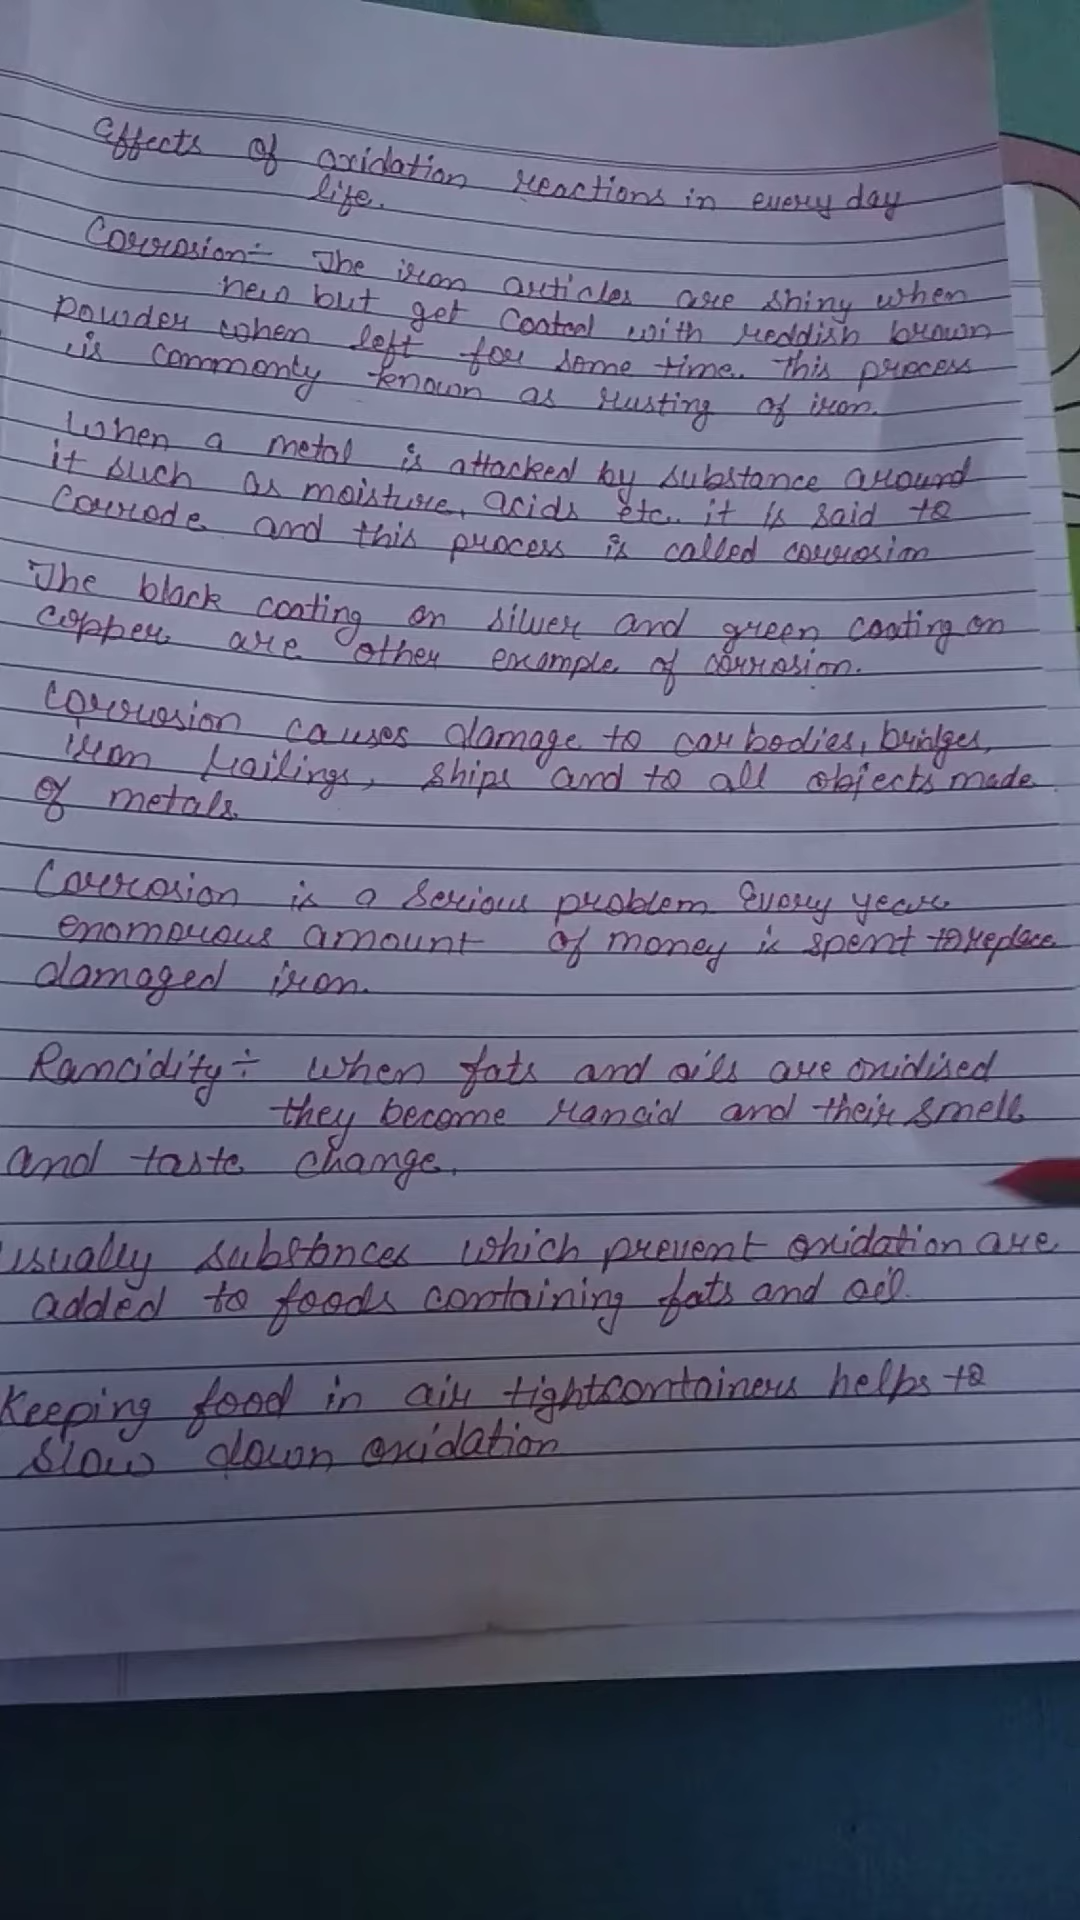 Effects of oxidation reactions in every day
life.
Corrosion÷ The iron articles are shiny when
new but get coated with reddish brown
powder when left for some time. This process
is commonly known as rusting of iron.
When a metal is attacked by substance around
it such as moisture, acids etc. it is said to
corrode and this process is called corrosion
The black coating on silver and green coating on
copper are other example of corrosion.
Corrosion causes damage to car bodies, bridges,
iron railings, ships and to all objects made
of metals.
Corrosion is a serious problem Every year
enomorous amount of money is spent to replace
damaged iron.
Rancidity÷ when fats and oils are oxidised
they become rancid and their smell
and taste change.
usually substances which prevent oxidation are
added to foods containing fats and oil.
Keeping food in air tight containers helps to
slow down oxidation